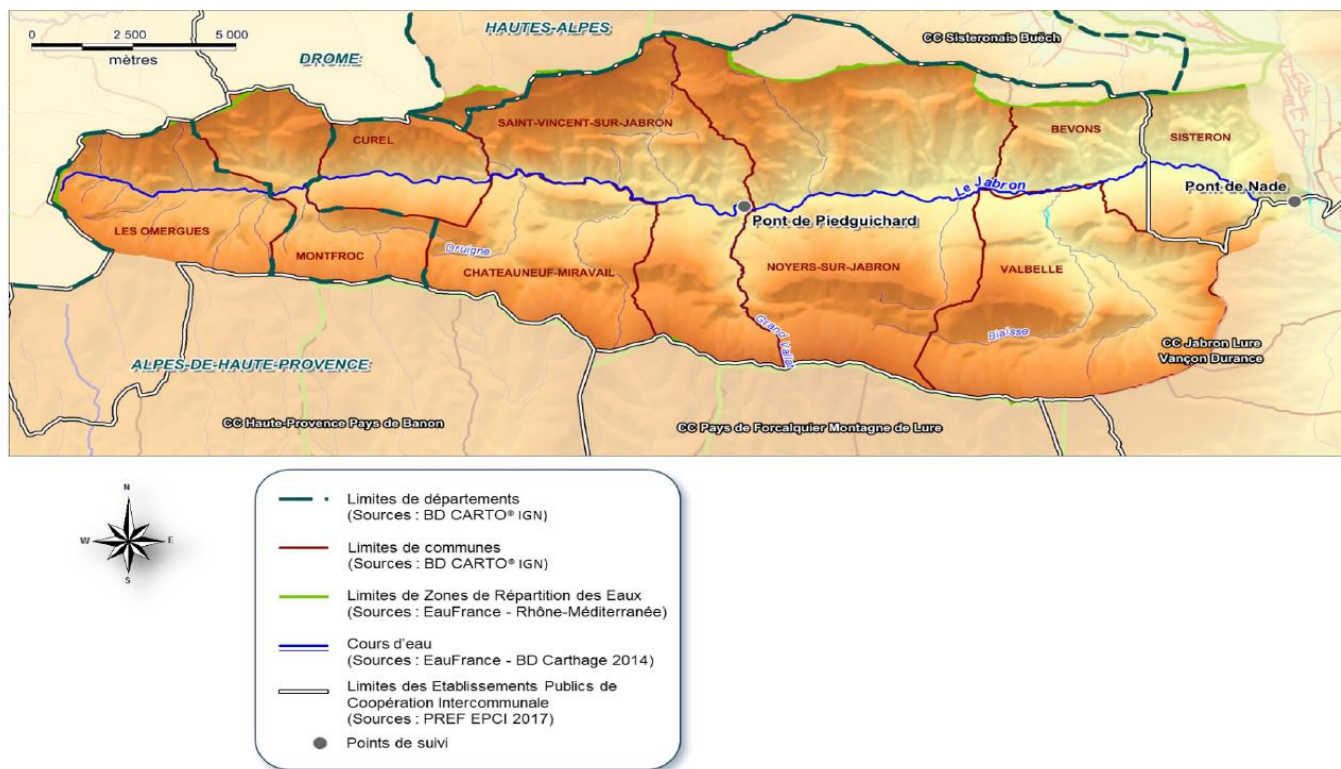 HAUTES-ALPES
CC Sisteronais Buëch
0 2 500 5 000
mètres
DROME
SAINT-VINCENT-SUR-JABRON
CUREL
BEVONS
SISTERON
Le Jabron
Pont de Nade
Pont de Piedguichard
LES OMERGUES
MONTFROC
Druigne
CHATEAUNEUF-MIRAVAIL
NOYERS-SUR-JABRON
VALBELLE
Grand Vallat
Biaisse
CC Jabron Lure
Vançon Durance
ALPES-DE-HAUTE-PROVENCE
CC Haute-Provence Pays de Banon
CC Pays de Forcalquier Montagne de Lure
N
W E
S
Limites de départements
(Sources : BD CARTO® IGN)
Limites de communes
(Sources : BD CARTO® IGN)
Limites de Zones de Répartition des Eaux
(Sources : EauFrance - Rhône-Méditerranée)
Cours d'eau
(Sources : EauFrance - BD Carthage 2014)
Limites des Etablissements Publics de
Coopération Intercommunale
(Sources : PREF EPCI 2017)
Points de suivi